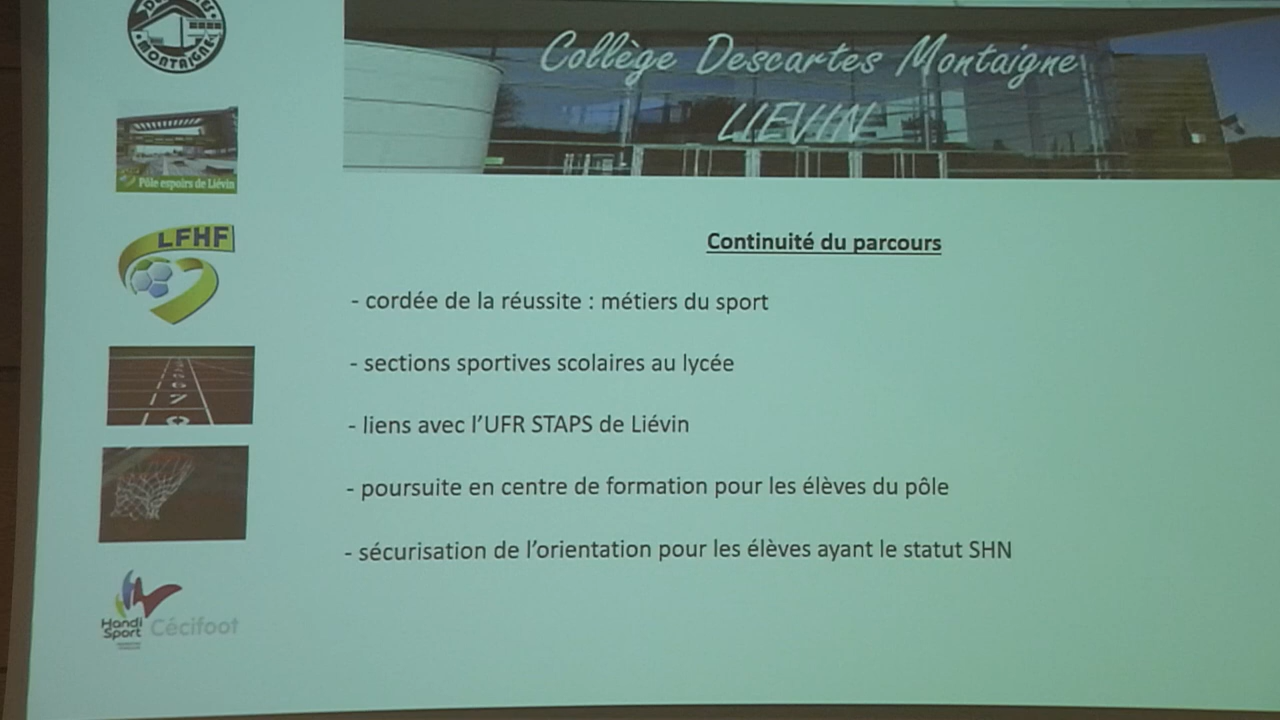 MONTAIGNE
Pôle espoirs de Liévin
LFHF
Handi
Sport
Cécifoot
Collège Descartes Montaigne
LIEVIN
Continuité du parcours
- cordée de la réussite : métiers du sport
- sections sportives scolaires au lycée
- liens avec l'UFR STAPS de Liévin
- poursuite en centre de formation pour les élèves du pôle
- sécurisation de l'orientation pour les élèves ayant le statut SHN